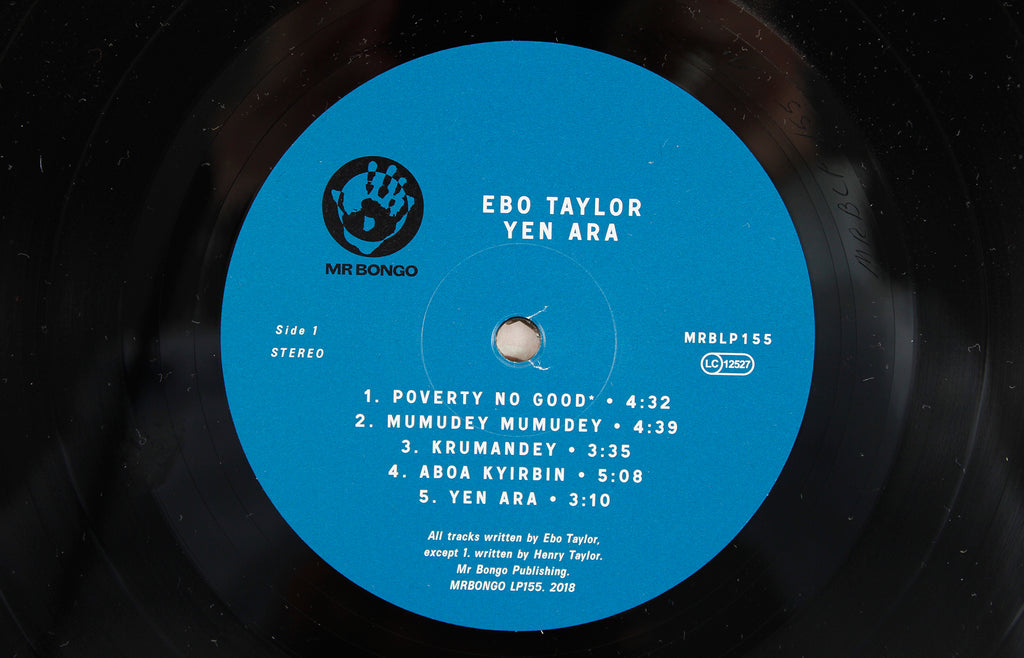 EBO TAYLOR
YEN ARA
MR BONGO
Side 1
STEREO
MRBLP155
LC 12527
1. POVERTY NO GOOD* • 4:32
2. MUMUDEY MUMUDEY • 4:39
3. KRUMANDEY • 3:35
4. ABOA KYIRBIN • 5:08
5. YEN ARA • 3:10
All tracks written by Ebo Taylor,
except 1. written by Henry Taylor.
Mr Bongo Publishing.
MRBONGO LP155. 2018
MRBLP 155